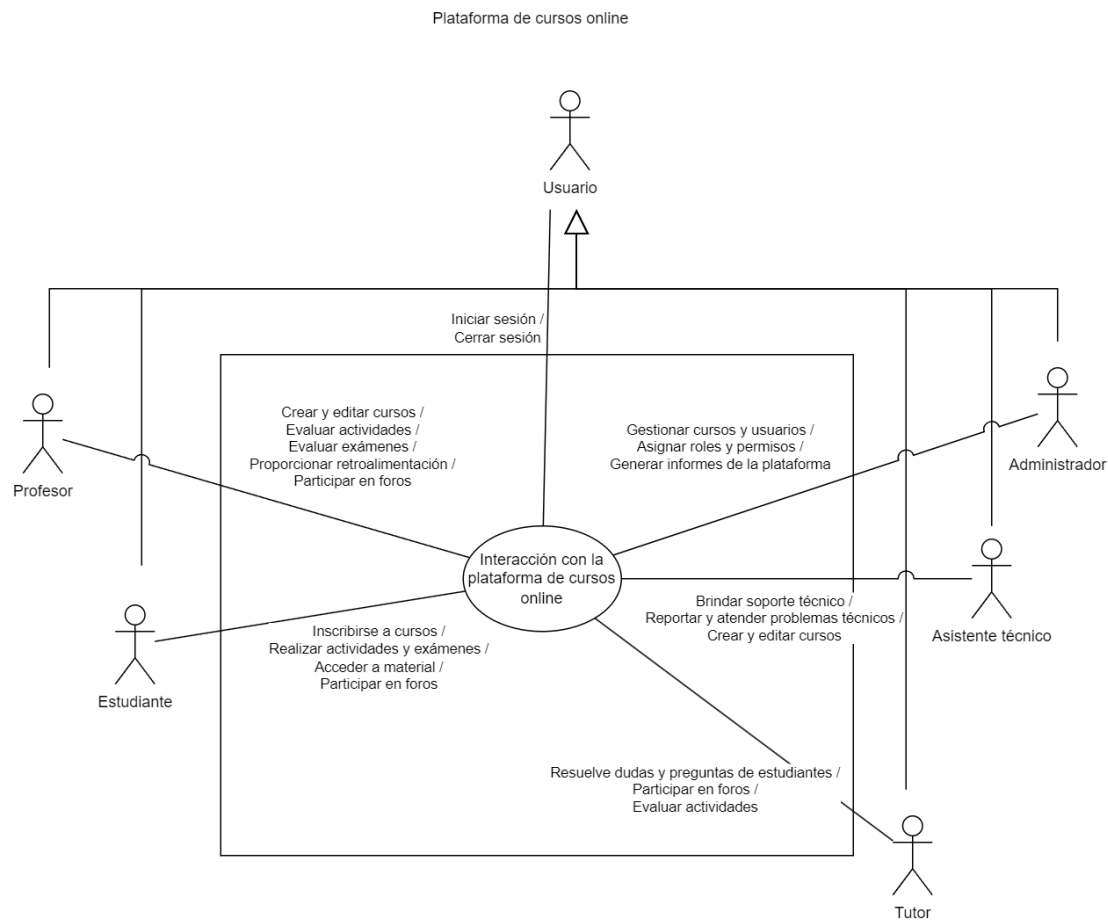 Plataforma de cursos online
Usuario
Iniciar sesión /
Cerrar sesión
Crear y editar cursos /
Evaluar actividades /
Evaluar exámenes /
Proporcionar retroalimentación /
Participar en foros
Profesor
Gestionar cursos y usuarios /
Asignar roles y permisos /
Generar informes de la plataforma
Administrador
Interacción con la
plataforma de cursos
online
Inscribirse a cursos /
Realizar actividades y exámenes /
Acceder a material /
Participar en foros
Estudiante
Brindar soporte técnico /
Reportar y atender problemas técnicos /
Crear y editar cursos
Asistente técnico
Resuelve dudas y preguntas de estudiantes /
Participar en foros /
Evaluar actividades
Tutor